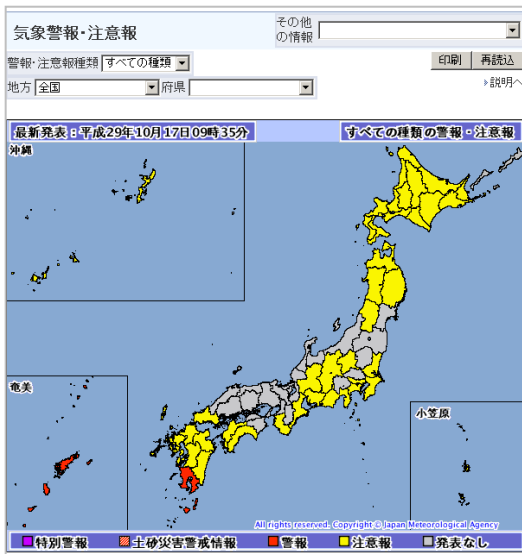 気象警報・注意報
その他
の情報
警報・注意報種類 すべての種類
印刷 再読込
地方 全国 府県
»説明へ
最新発表：平成29年10月17日09時35分 すべての種類の警報・注意報
沖縄
奄美
小笠原
All rights reserved. Copyright © Japan Meteorological Agency
特別警報 土砂災害警戒情報 警報 注意報 発表なし